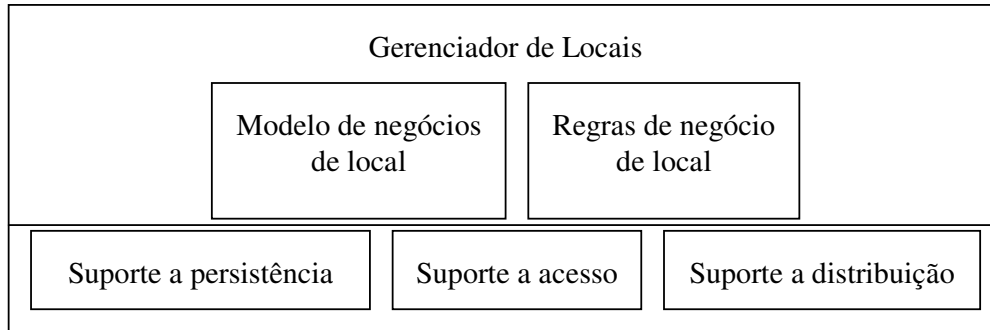 Gerenciador de Locais
Modelo de negócios
de local
Regras de negócio
de local
Suporte a persistência
Suporte a acesso
Suporte a distribuição